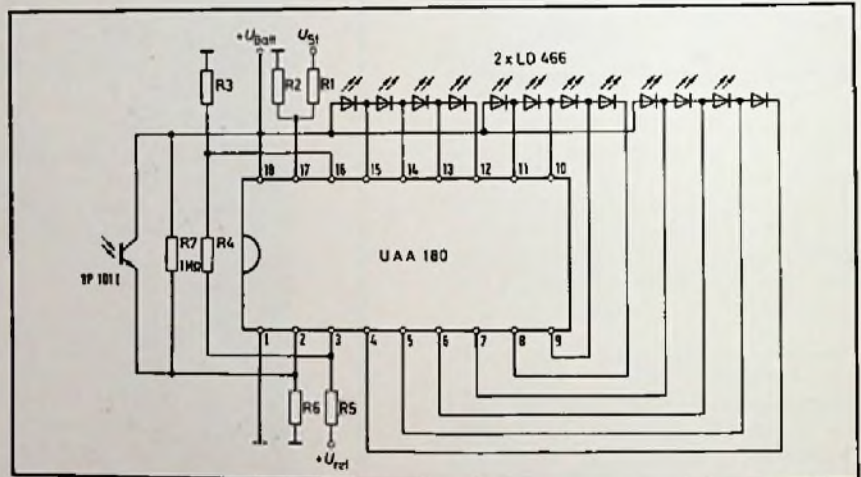 +U_Batt U_St
2 x LD 466
R3 R2 R1
18 17 16 15 14 13 12 11 10
R7 R4
1MΩ
UAA 180
BP 101 I
1 2 3 4 5 6 7 8 9
R6 R5
+U_ref